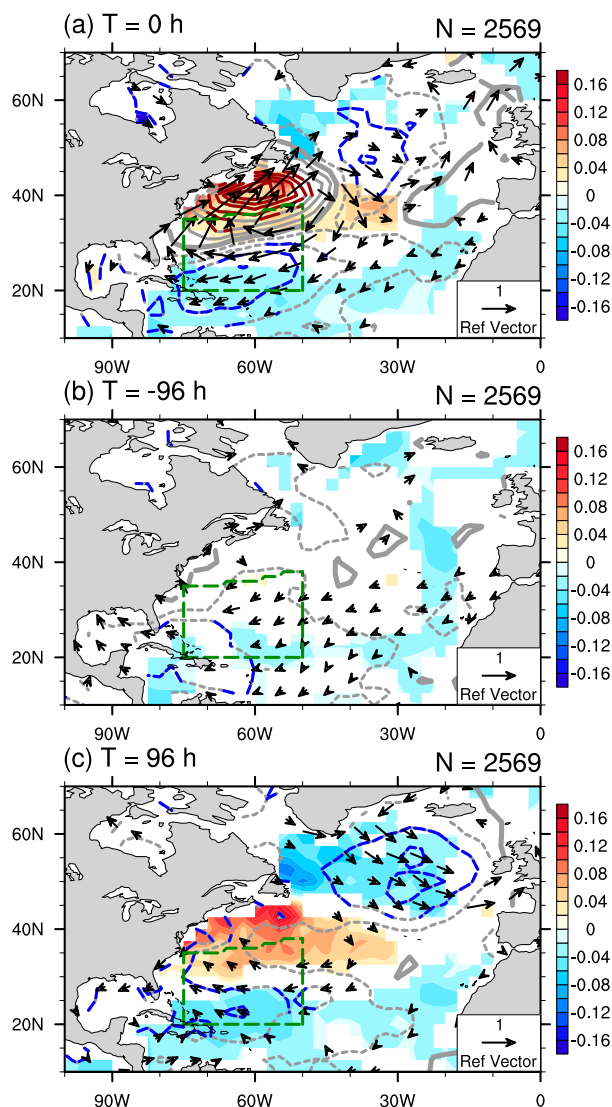 (a) T = 0 h N = 2569
60N
40N
20N
90W 60W 30W 0
1
Ref Vector
0.16
0.12
0.08
0.04
0
-0.04
-0.08
-0.12
-0.16
(b) T = -96 h N = 2569
60N
40N
20N
90W 60W 30W 0
1
Ref Vector
0.16
0.12
0.08
0.04
0
-0.04
-0.08
-0.12
-0.16
(c) T = 96 h N = 2569
60N
40N
20N
90W 60W 30W 0
1
Ref Vector
0.16
0.12
0.08
0.04
0
-0.04
-0.08
-0.12
-0.16